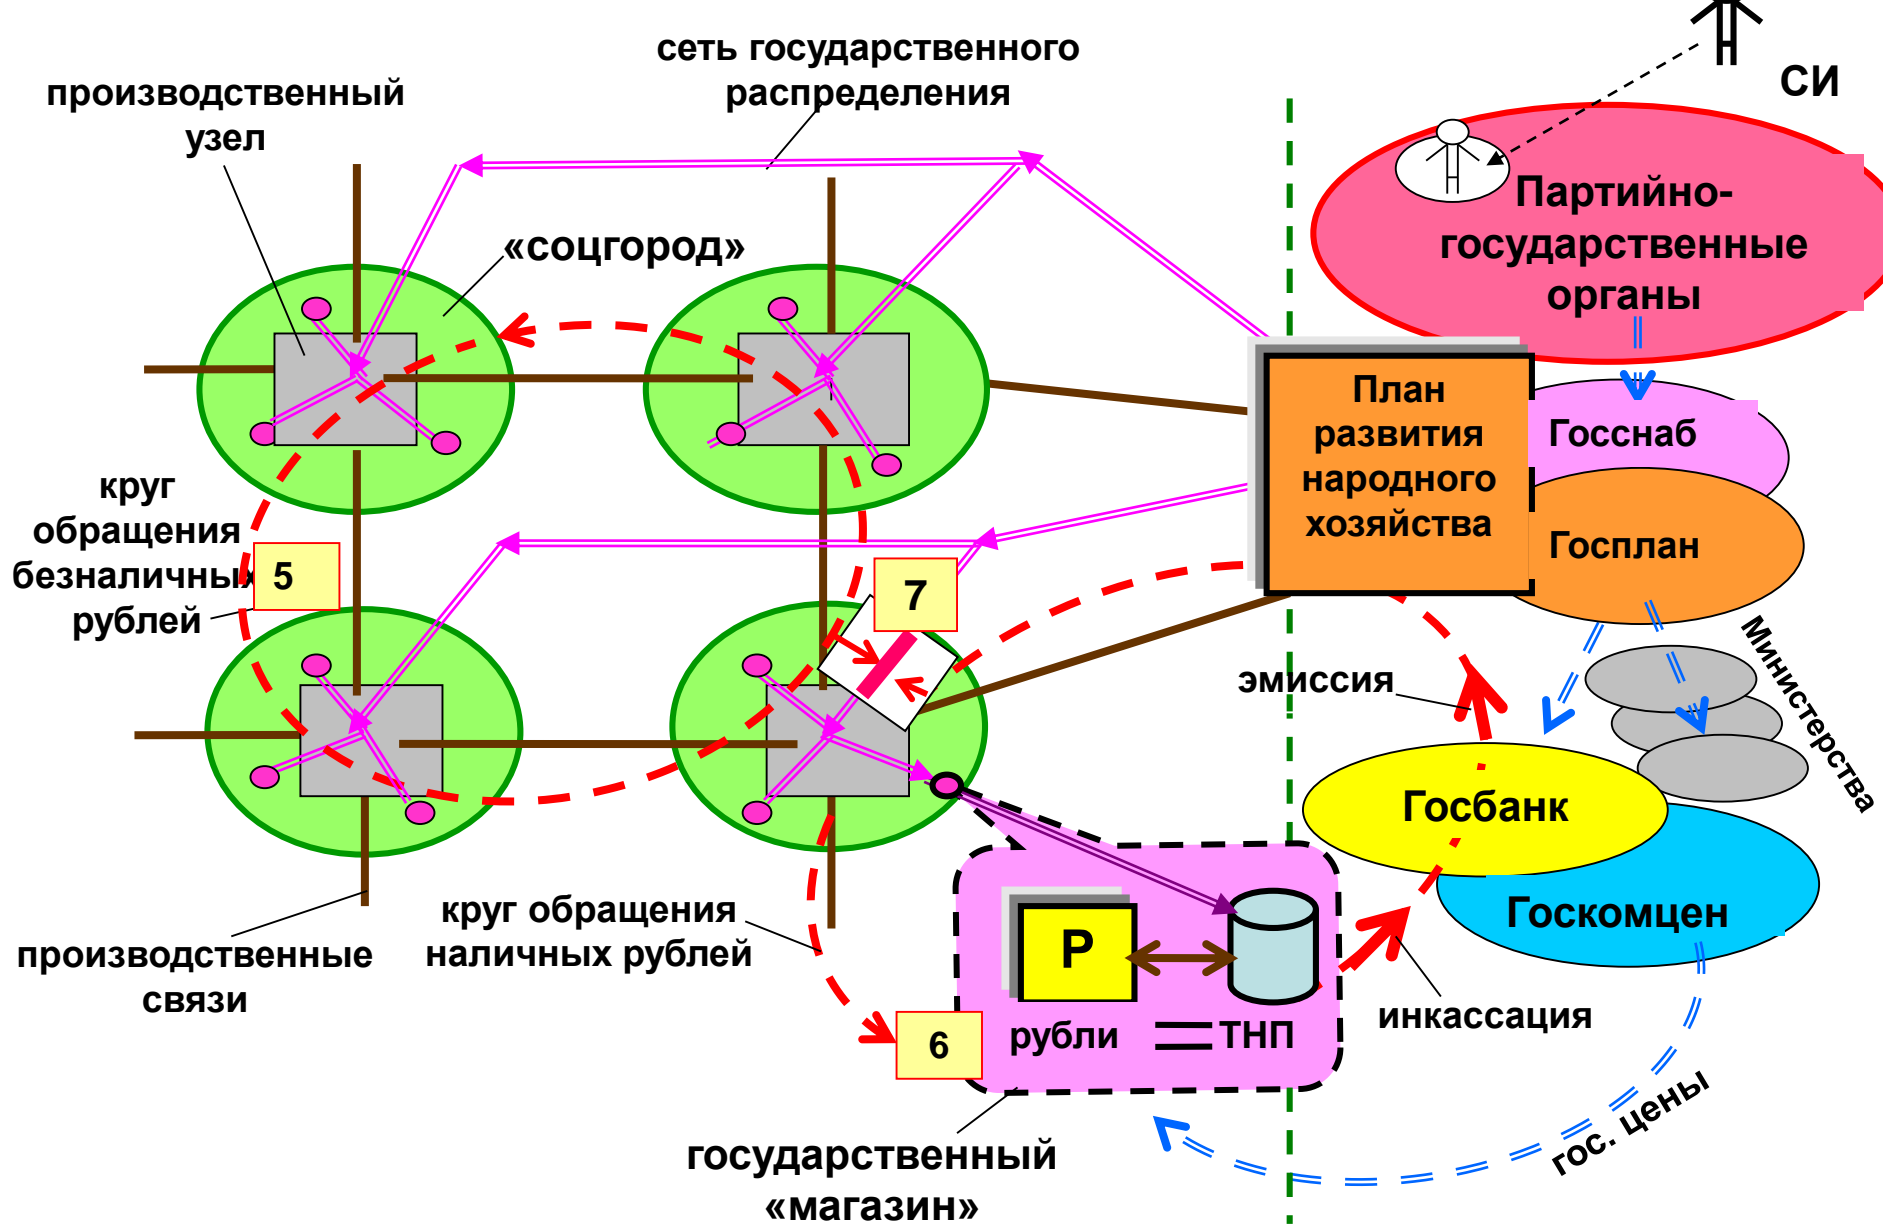 сеть государственного
распределения
производственный
узел
СИ
Партийно-
государственные
органы
«соцгород»
План
развития
народного
хозяйства
Госснаб
Госплан
круг
обращения
безналичных
рублей
5
7
Министерства
эмиссия
Госбанк
Госкомцен
круг обращения
наличных рублей
производственные
связи
Р
рубли
ТНП
6
инкассация
гос. цены
государственный
«магазин»